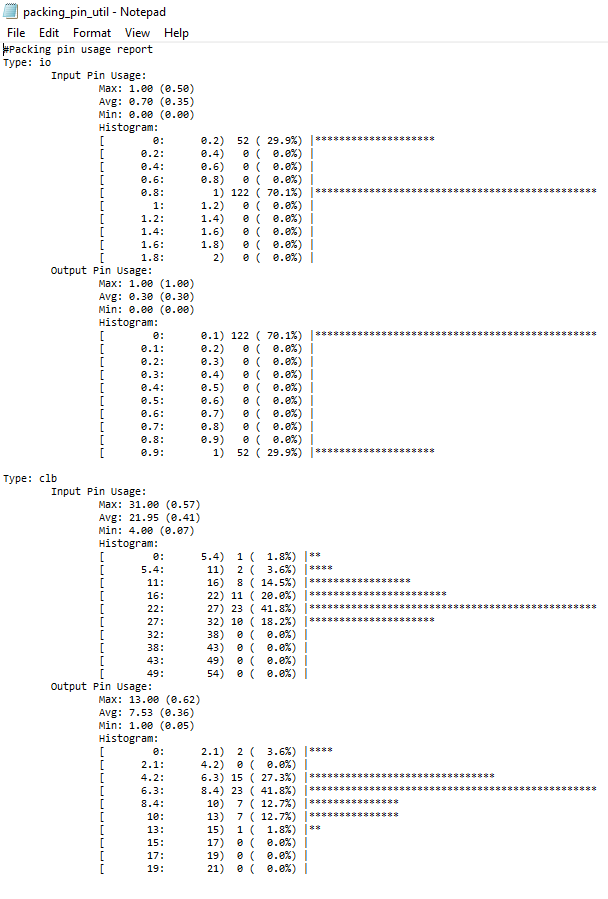 packing_pin_util - Notepad
File Edit Format View Help
#Packing pin usage report
Type: io
        Input Pin Usage:
                Max: 1.00 (0.50)
                Avg: 0.70 (0.35)
                Min: 0.00 (0.00)
                Histogram:
                [        0:      0.2)  52 ( 29.9%) |********************
                [      0.2:      0.4)   0 (  0.0%) |
                [      0.4:      0.6)   0 (  0.0%) |
                [      0.6:      0.8)   0 (  0.0%) |
                [      0.8:        1) 122 ( 70.1%) |***********************************************
                [        1:      1.2)   0 (  0.0%) |
                [      1.2:      1.4)   0 (  0.0%) |
                [      1.4:      1.6)   0 (  0.0%) |
                [      1.6:      1.8)   0 (  0.0%) |
                [      1.8:        2)   0 (  0.0%) |
        Output Pin Usage:
                Max: 1.00 (1.00)
                Avg: 0.30 (0.30)
                Min: 0.00 (0.00)
                Histogram:
                [        0:      0.1) 122 ( 70.1%) |***********************************************
                [      0.1:      0.2)   0 (  0.0%) |
                [      0.2:      0.3)   0 (  0.0%) |
                [      0.3:      0.4)   0 (  0.0%) |
                [      0.4:      0.5)   0 (  0.0%) |
                [      0.5:      0.6)   0 (  0.0%) |
                [      0.6:      0.7)   0 (  0.0%) |
                [      0.7:      0.8)   0 (  0.0%) |
                [      0.8:      0.9)   0 (  0.0%) |
                [      0.9:        1)  52 ( 29.9%) |********************
Type: clb
        Input Pin Usage:
                Max: 31.00 (0.57)
                Avg: 21.95 (0.41)
                Min: 4.00 (0.07)
                Histogram:
                [        0:      5.4)  1 (  1.8%) |**
                [      5.4:       11)  2 (  3.6%) |****
                [       11:       16)  8 ( 14.5%) |*****************
                [       16:       22) 11 ( 20.0%) |***********************
                [       22:       27) 23 ( 41.8%) |************************************************
                [       27:       32) 10 ( 18.2%) |*********************
                [       32:       38)  0 (  0.0%) |
                [       38:       43)  0 (  0.0%) |
                [       43:       49)  0 (  0.0%) |
                [       49:       54)  0 (  0.0%) |
        Output Pin Usage:
                Max: 13.00 (0.62)
                Avg: 7.53 (0.36)
                Min: 1.00 (0.05)
                Histogram:
                [        0:      2.1)  2 (  3.6%) |****
                [      2.1:      4.2)  0 (  0.0%) |
                [      4.2:      6.3) 15 ( 27.3%) |*******************************
                [      6.3:      8.4) 23 ( 41.8%) |************************************************
                [      8.4:       10)  7 ( 12.7%) |***************
                [       10:       13)  7 ( 12.7%) |***************
                [       13:       15)  1 (  1.8%) |**
                [       15:       17)  0 (  0.0%) |
                [       17:       19)  0 (  0.0%) |
                [       19:       21)  0 (  0.0%) |